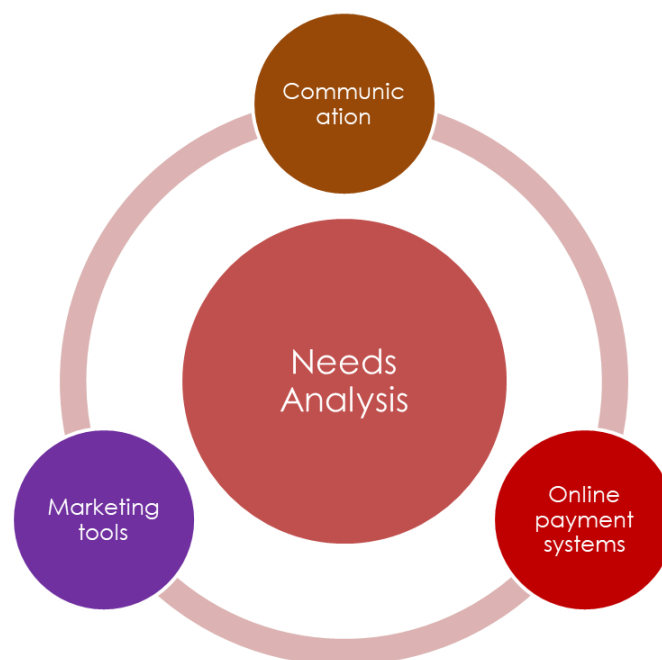 Communic
ation
Needs
Analysis
Marketing
tools
Online
payment
systems